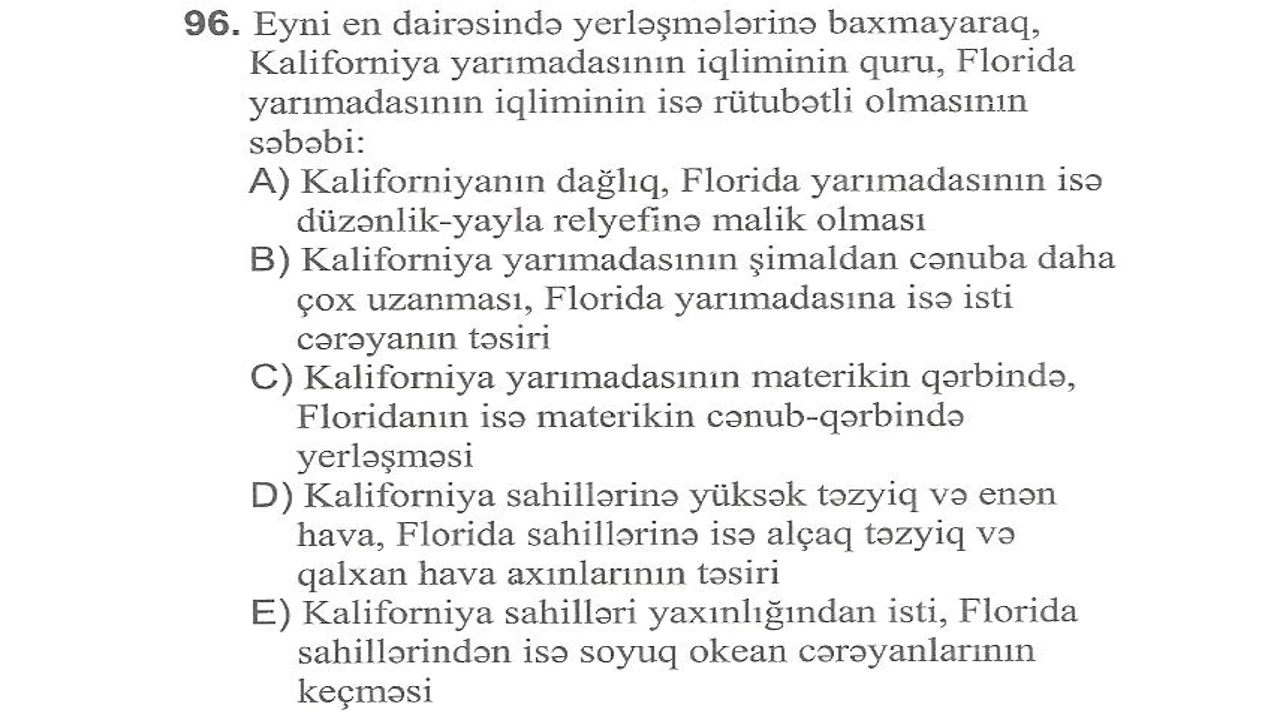 96. Eyni en dairəsində yerləşmələrinə baxmayaraq,
Kaliforniya yarımadasının iqliminin quru, Florida
yarımadasının iqliminin isə rütubətli olmasının
səbəbi:
A) Kaliforniyanın dağlıq, Florida yarımadasının isə
düzənlik-yayla relyefinə malik olması
B) Kaliforniya yarımadasının şimaldan cənuba daha
çox uzanması, Florida yarımadasına isə isti
cərəyanın təsiri
C) Kaliforniya yarımadasının materikin qərbində,
Floridanın isə materikin cənub-qərbində
yerləşməsi
D) Kaliforniya sahillərinə yüksək təzyiq və enən
hava, Florida sahillərinə isə alçaq təzyiq və
qalxan hava axınlarının təsiri
E) Kaliforniya sahilləri yaxınlığından isti, Florida
sahillərindən isə soyuq okean cərəyanlarının
keçməsi